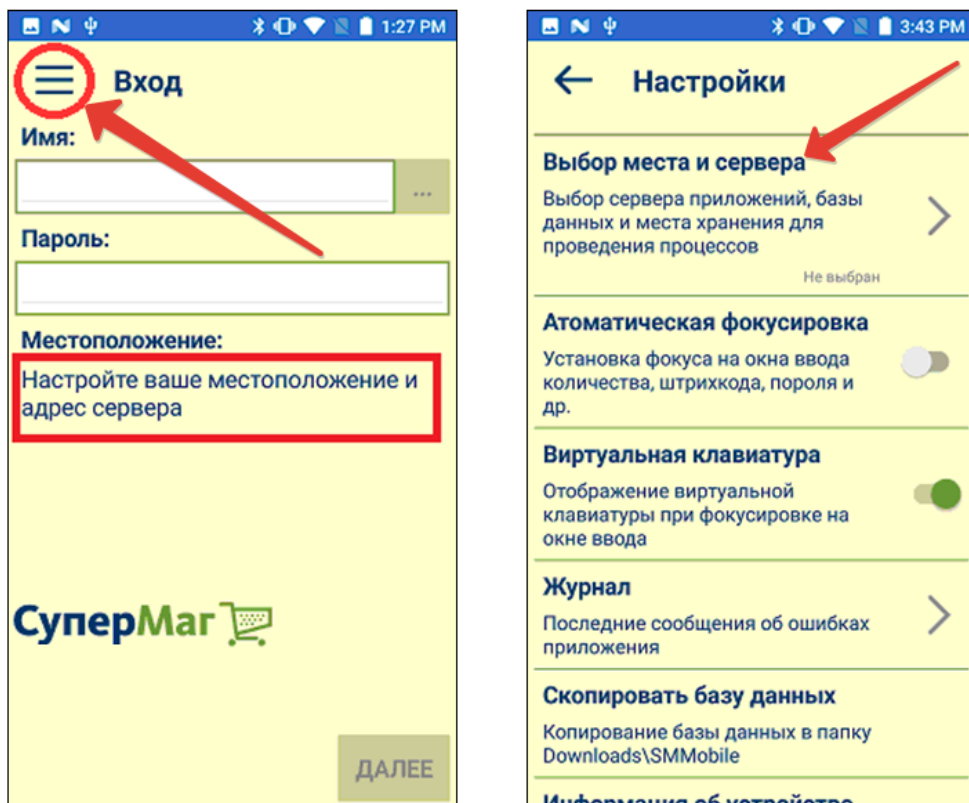 1:27 PM
Вход
Имя:
...
Пароль:
Местоположение:
Настройте ваше местоположение и
адрес сервера
СуперМаг
ДАЛЕЕ
3:43 PM
Настройки
Выбор места и сервера
Выбор сервера приложений, базы
данных и места хранения для
проведения процессов
Не выбран
Атоматическая фокусировка
Установка фокуса на окна ввода
количества, штрихкода, пороля и
др.
Виртуальная клавиатура
Отображение виртуальной
клавиатуры при фокусировке на
окне ввода
Журнал
Последние сообщения об ошибках
приложения
Скопировать базу данных
Копирование базы данных в папку
Downloads\SMMobile
Информация об устройстве